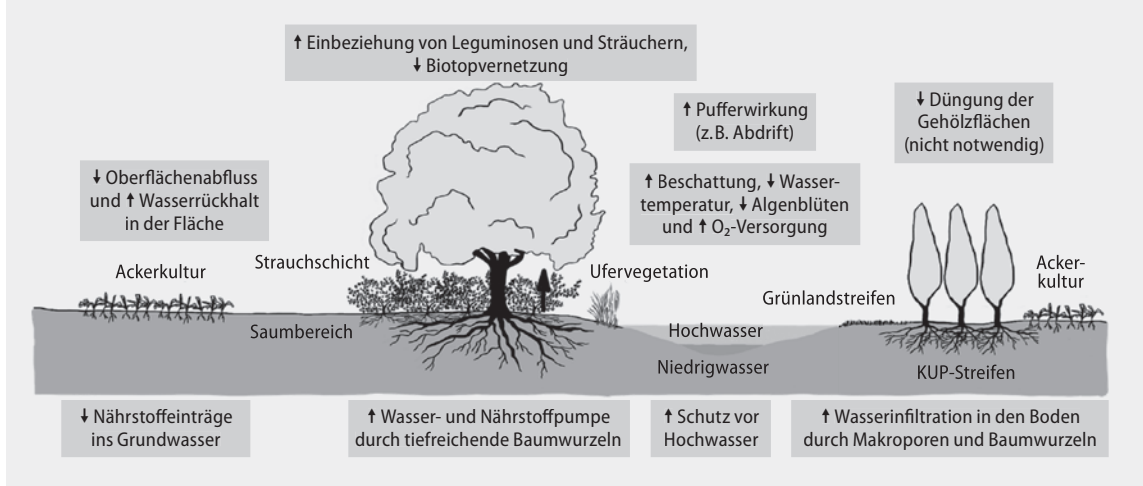 ↑ Einbeziehung von Leguminosen und Sträuchern,
↓ Biotopvernetzung
↑ Pufferwirkung
(z.B. Abdrift)
↓ Düngung der
Gehölzflächen
(nicht notwendig)
↓ Oberflächenabfluss
und ↑ Wasserrückhalt
in der Fläche
↑ Beschattung, ↓ Wasser-
temperatur, ↓ Algenblüten
und ↑ O₂-Versorgung
Ackerkultur
Strauchschicht
Ufervegetation
Grünlandstreifen
Acker-
kultur
Saumbereich
Hochwasser
Niedrigwasser
KUP-Streifen
↓ Nährstoffeinträge
ins Grundwasser
↑ Wasser- und Nährstoffpumpe
durch tiefreichende Baumwurzeln
↑ Schutz vor
Hochwasser
↑ Wasserinfiltration in den Boden
durch Makroporen und Baumwurzeln